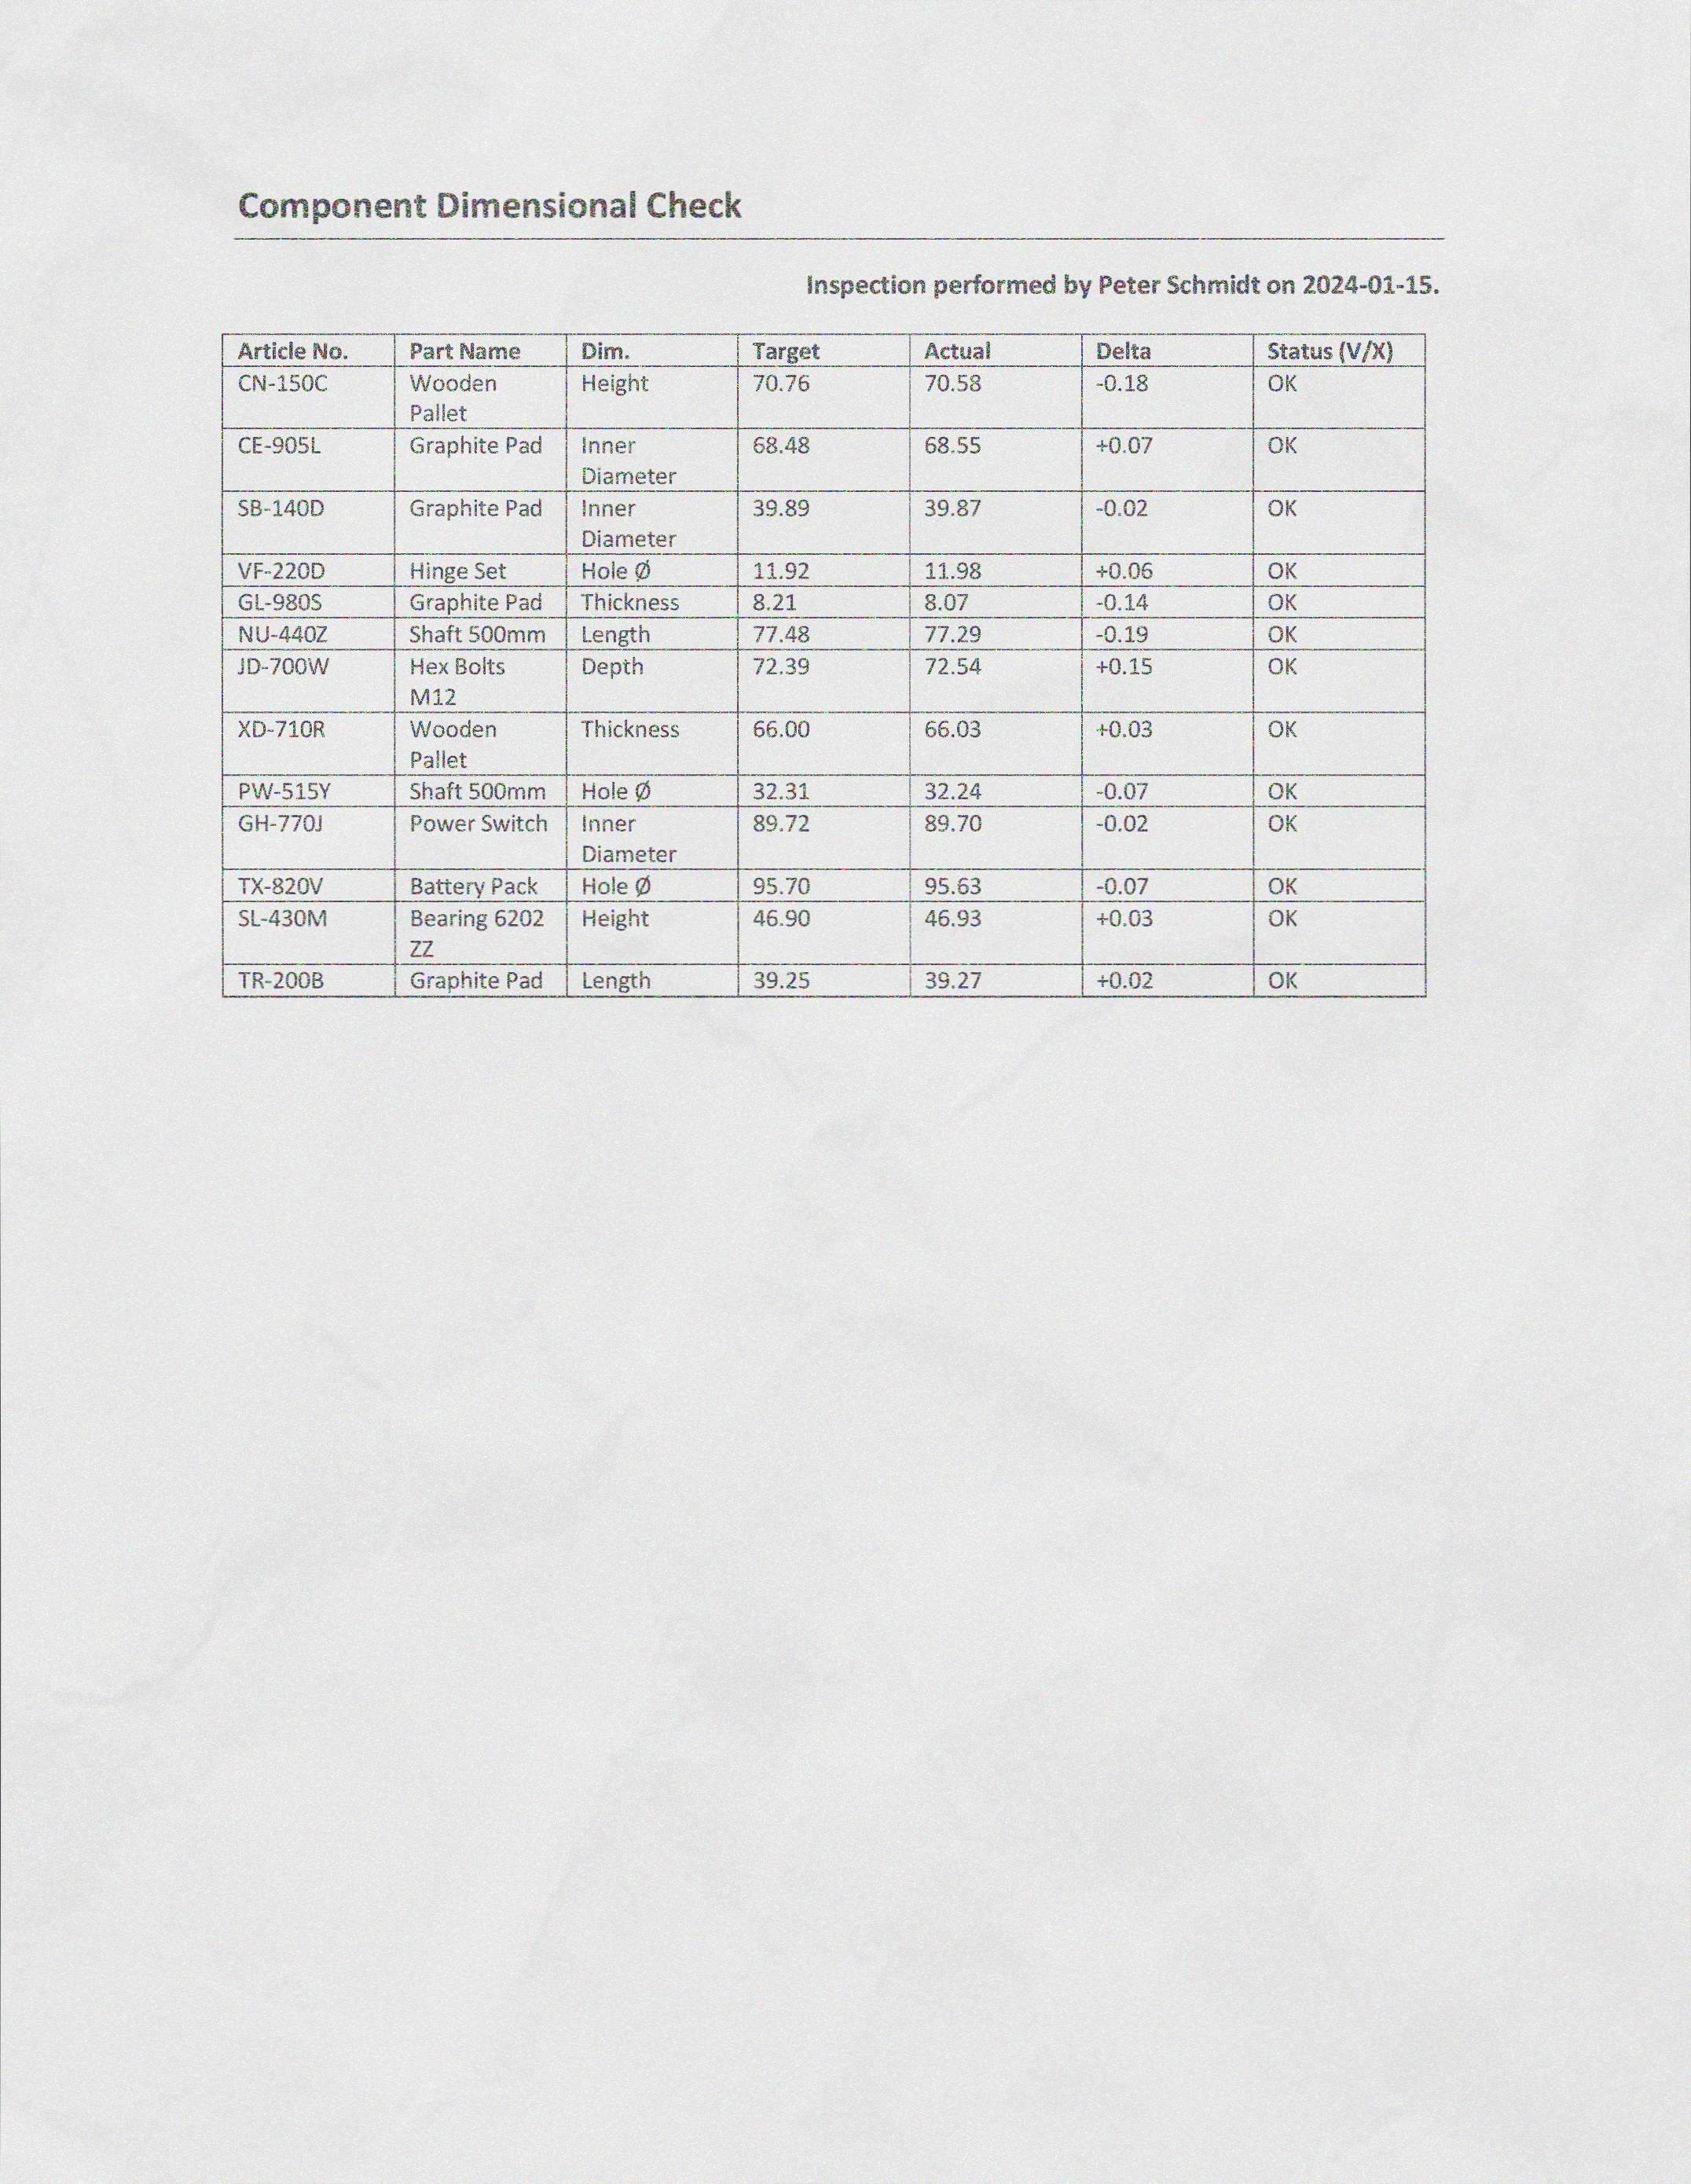 Component Dimensional Check
Inspection performed by Peter Schmidt on 2024-01-15.
Article No. Part Name Dim. Target Actual Delta Status (V/X)
CN-150C Wooden Height 70.76 70.58 -0.18 OK
Pallet
CE-905L Graphite Pad Inner 68.48 68.55 +0.07 OK
Diameter
SB-140D Graphite Pad Inner 39.89 39.87 -0.02 OK
Diameter
VF-220D Hinge Set Hole Ø 11.92 11.98 +0.06 OK
GL-980S Graphite Pad Thickness 8.21 8.07 -0.14 OK
NU-440Z Shaft 500mm Length 77.48 77.29 -0.19 OK
JD-700W Hex Bolts Depth 72.39 72.54 +0.15 OK
M12
XD-710R Wooden Thickness 66.00 66.03 +0.03 OK
Pallet
PW-515Y Shaft 500mm Hole Ø 32.31 32.24 -0.07 OK
GH-770J Power Switch Inner 89.72 89.70 -0.02 OK
Diameter
TX-820V Battery Pack Hole Ø 95.70 95.63 -0.07 OK
SL-430M Bearing 6202 Height 46.90 46.93 +0.03 OK
ZZ
TR-200B Graphite Pad Length 39.25 39.27 +0.02 OK